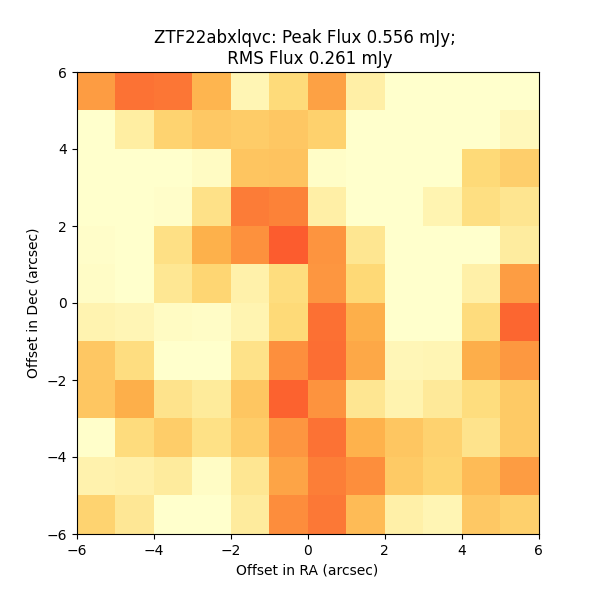 ZTF22abxlqvc: Peak Flux 0.556 mJy;
RMS Flux 0.261 mJy
6
4
2
0
−2
−4
−6
Offset in Dec (arcsec)
−6 −4 −2 0 2 4 6
Offset in RA (arcsec)